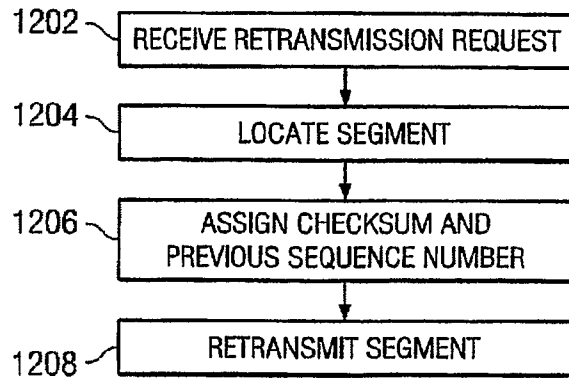 1202
RECEIVE RETRANSMISSION REQUEST
1204
LOCATE SEGMENT
1206
ASSIGN CHECKSUM AND
PREVIOUS SEQUENCE NUMBER
1208
RETRANSMIT SEGMENT